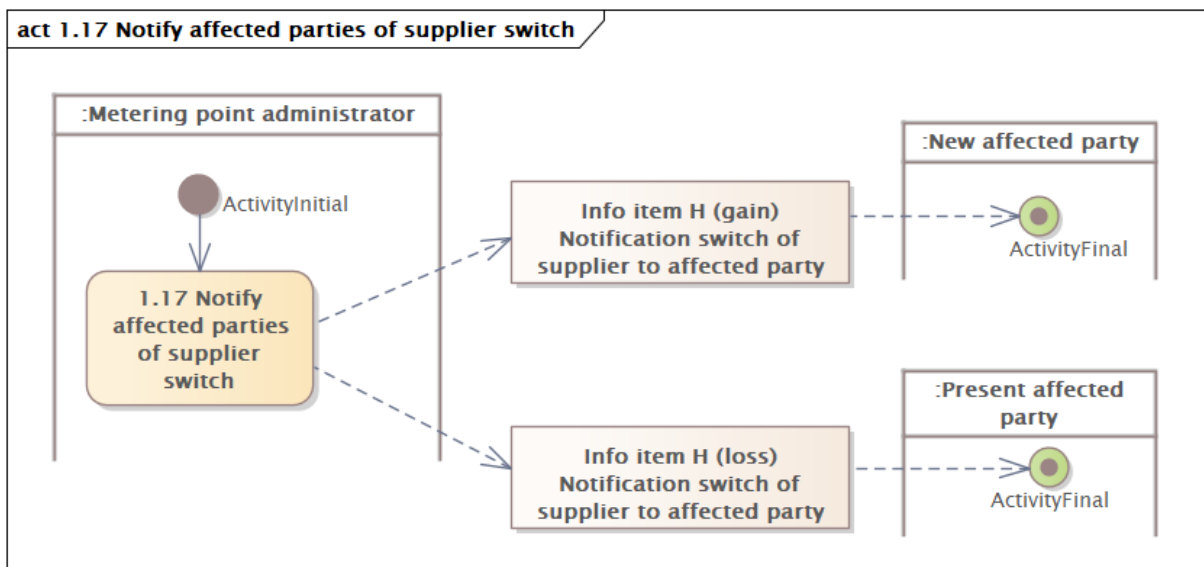 act 1.17 Notify affected parties of supplier switch
:Metering point administrator
ActivityInitial
1.17 Notify
affected parties
of supplier
switch
Info item H (gain)
Notification switch of
supplier to affected party
:New affected party
ActivityFinal
Info item H (loss)
Notification switch of
supplier to affected party
:Present affected
party
ActivityFinal